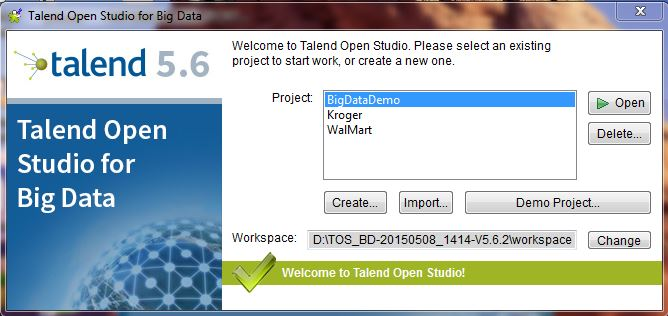 Talend Open Studio for Big Data
talend 5.6
Talend Open
Studio for
Big Data
Welcome to Talend Open Studio. Please select an existing
project to start work, or create a new one.
Project:
BigDataDemo
Kroger
WalMart
Open
Delete...
Create...
Import...
Demo Project...
Workspace:
D:\TOS_BD-20150508_1414-V5.6.2\workspace
Change
Welcome to Talend Open Studio!